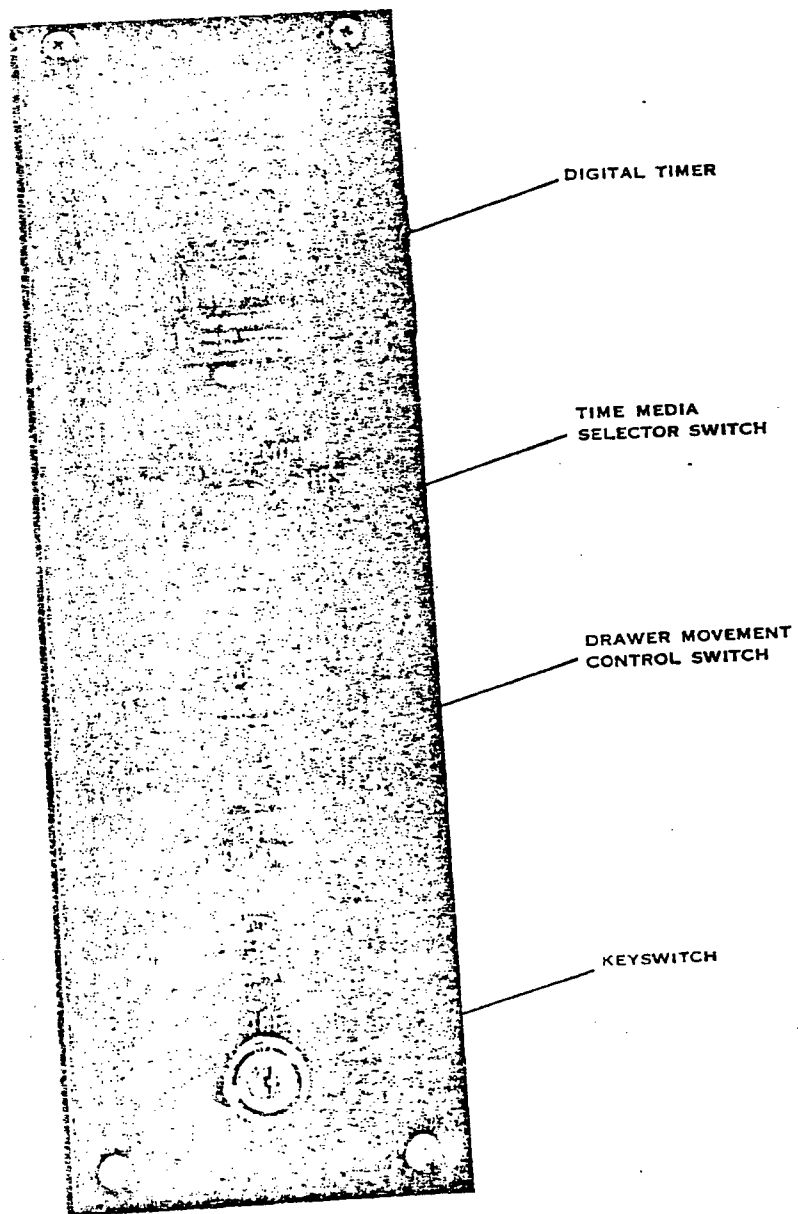 DIGITAL TIMER
TIME MEDIA
SELECTOR SWITCH
DRAWER MOVEMENT
CONTROL SWITCH
KEYSWITCH